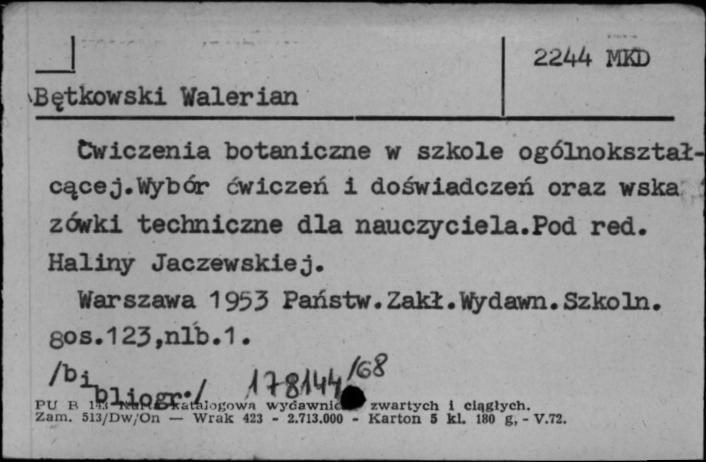 2244 MKD
Bętkowski Walerian
Ćwiczenia botaniczne w szkole ogólnokształ-
cącej.Wybór ćwiczeń i doświadczeń oraz wska
zówki techniczne dla nauczyciela.Pod red.
Haliny Jaczewskiej.
Warszawa 1953 Państw.Zakł.Wydawn.Szkoln.
8os.123,nlb.1.
/bi
bliogr./ 178144/68
PU B katalogowa zwartych i ciągłych.
Zam. 513/Dw/On — Wrak 423 - 2.713.000 - Karton 5 kl. 180 g, - V.72.